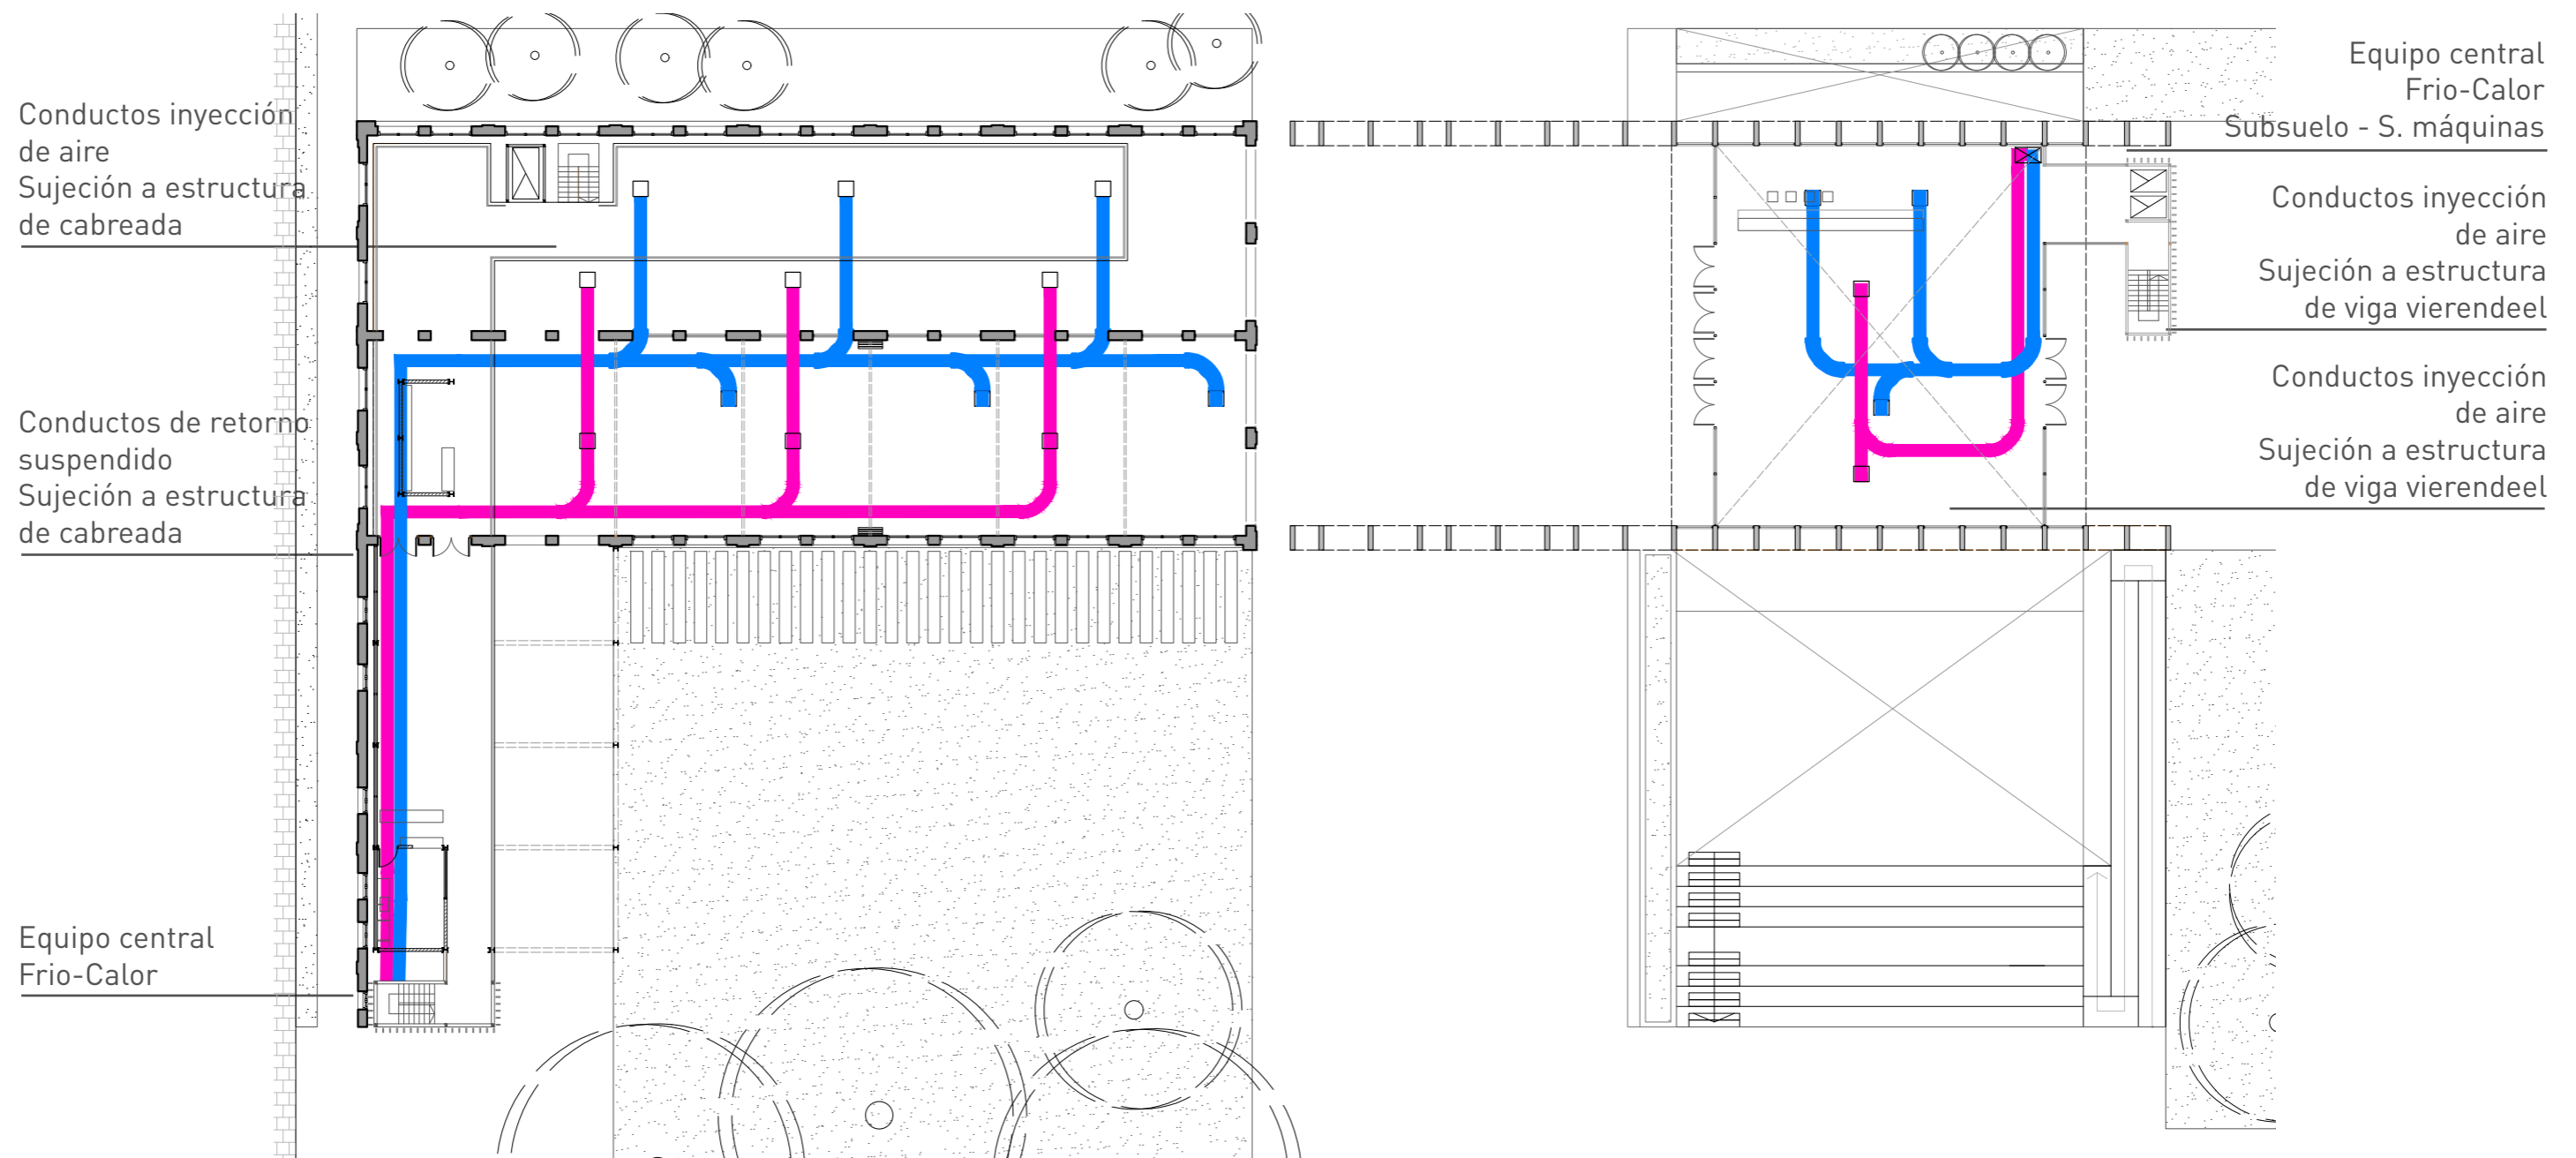 Conductos inyección
de aire
Sujeción a estructura
de cabreada
Conductos de retorno
suspendido
Sujeción a estructura
de cabreada
Equipo central
Frio-Calor
Equipo central
Frio-Calor
Subsuelo - S. máquinas
Conductos inyección
de aire
Sujeción a estructura
de viga vierendeel
Conductos inyección
de aire
Sujeción a estructura
de viga vierendeel